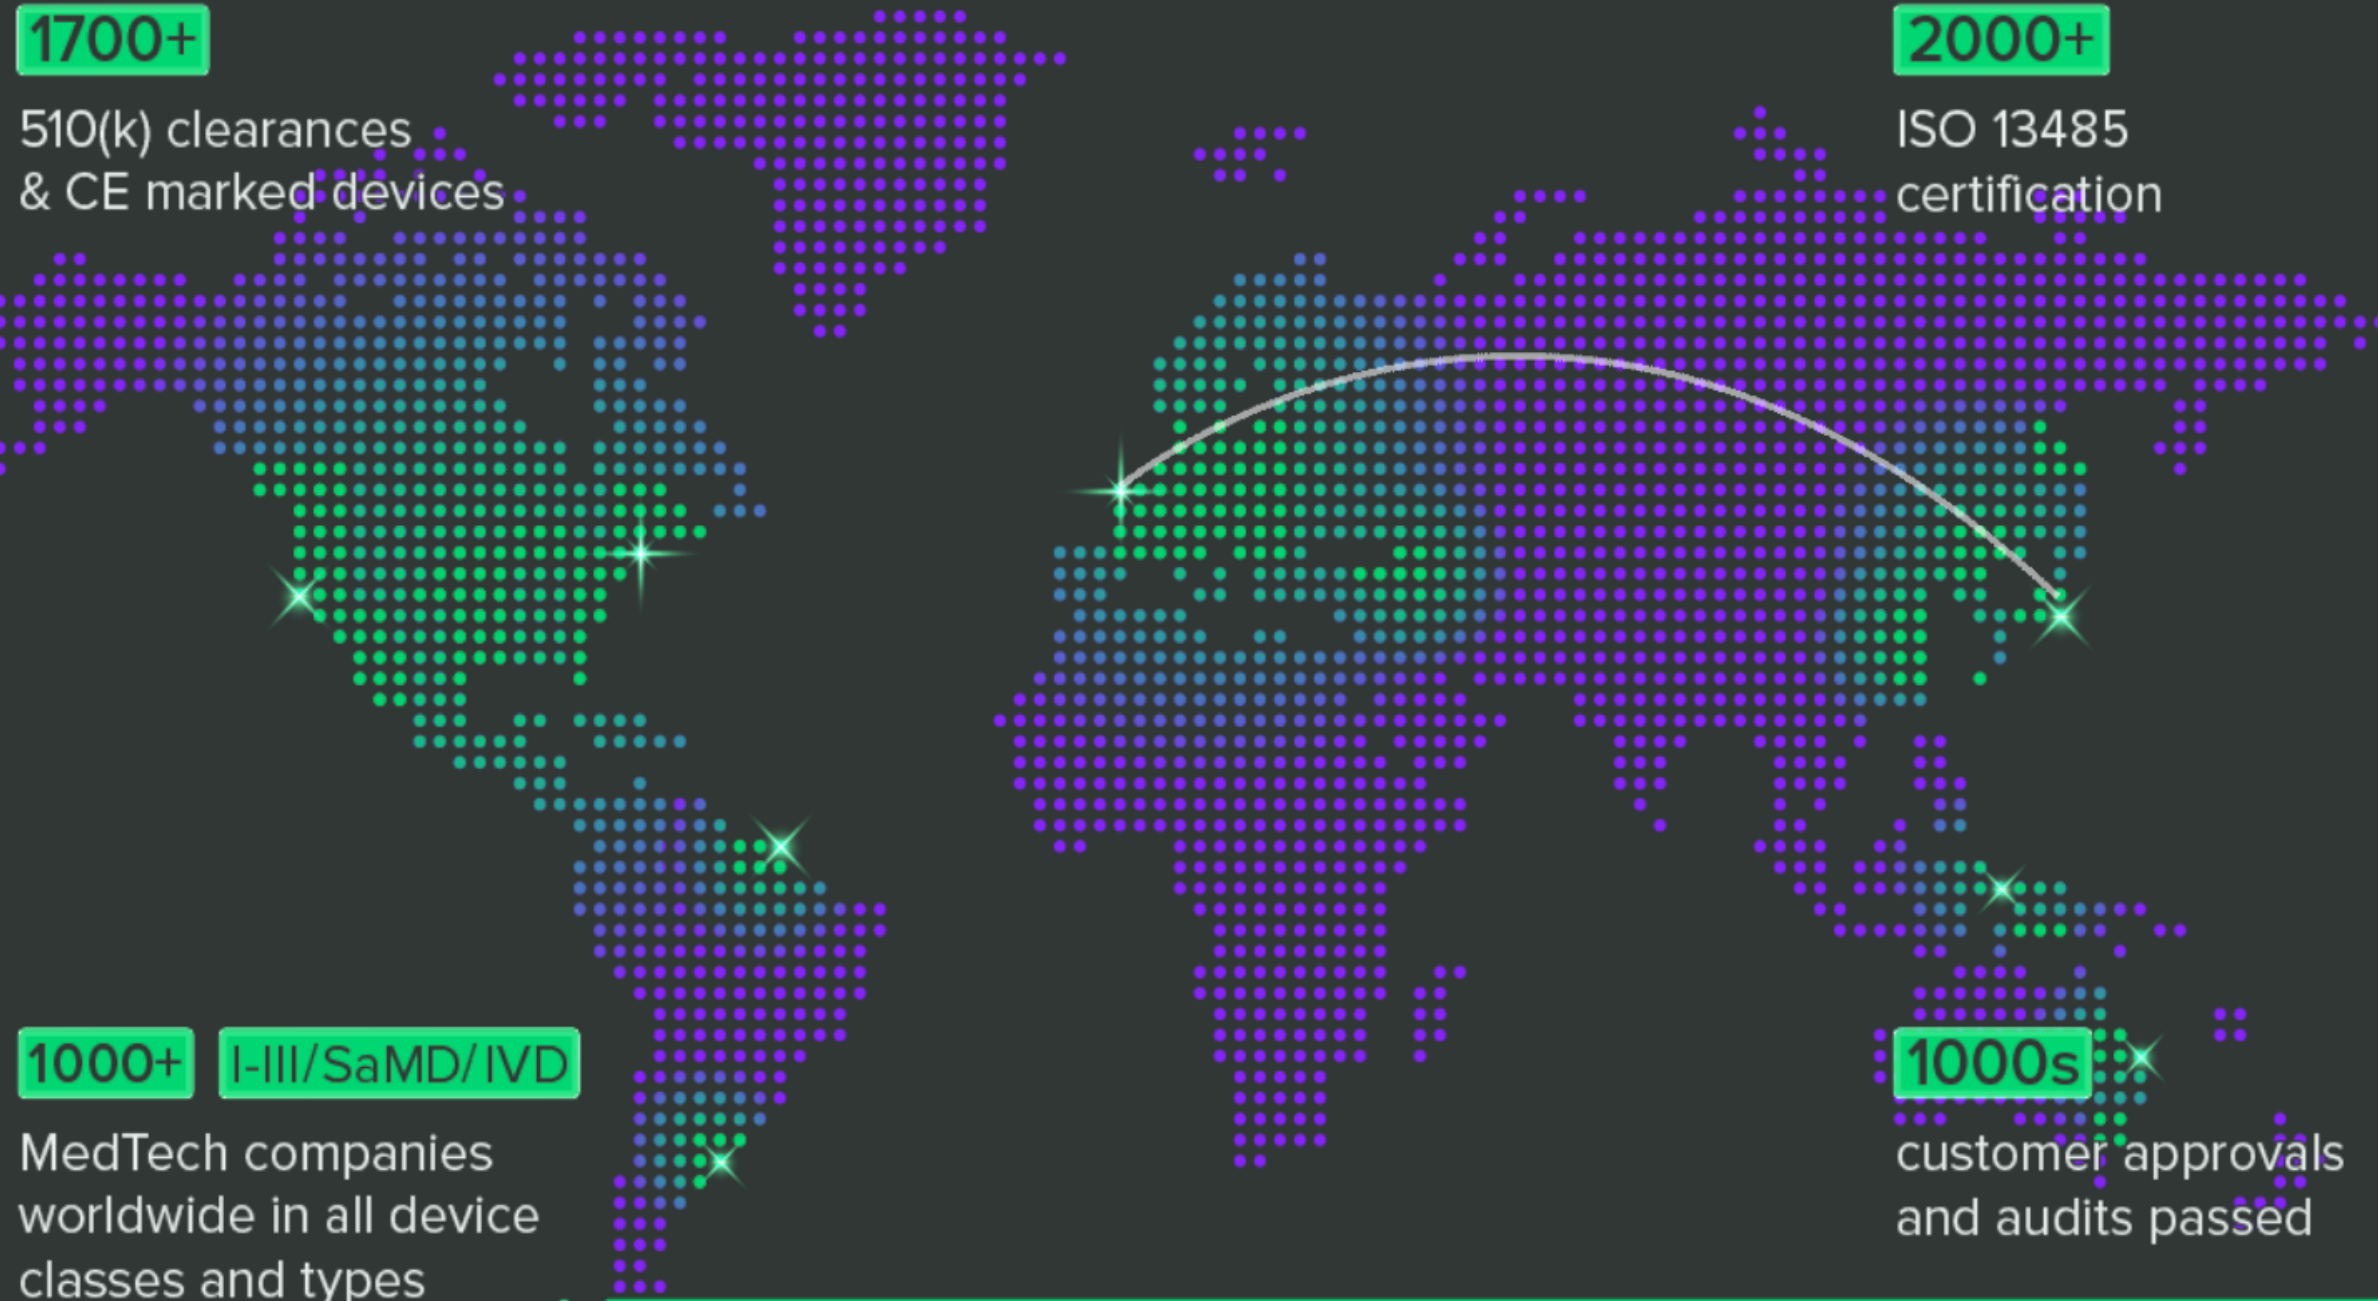 1700+
510(k) clearances
& CE marked devices
2000+
ISO 13485
certification
1000+ I-III/SaMD/IVD
MedTech companies
worldwide in all device
classes and types
1000s
customer approvals
and audits passed